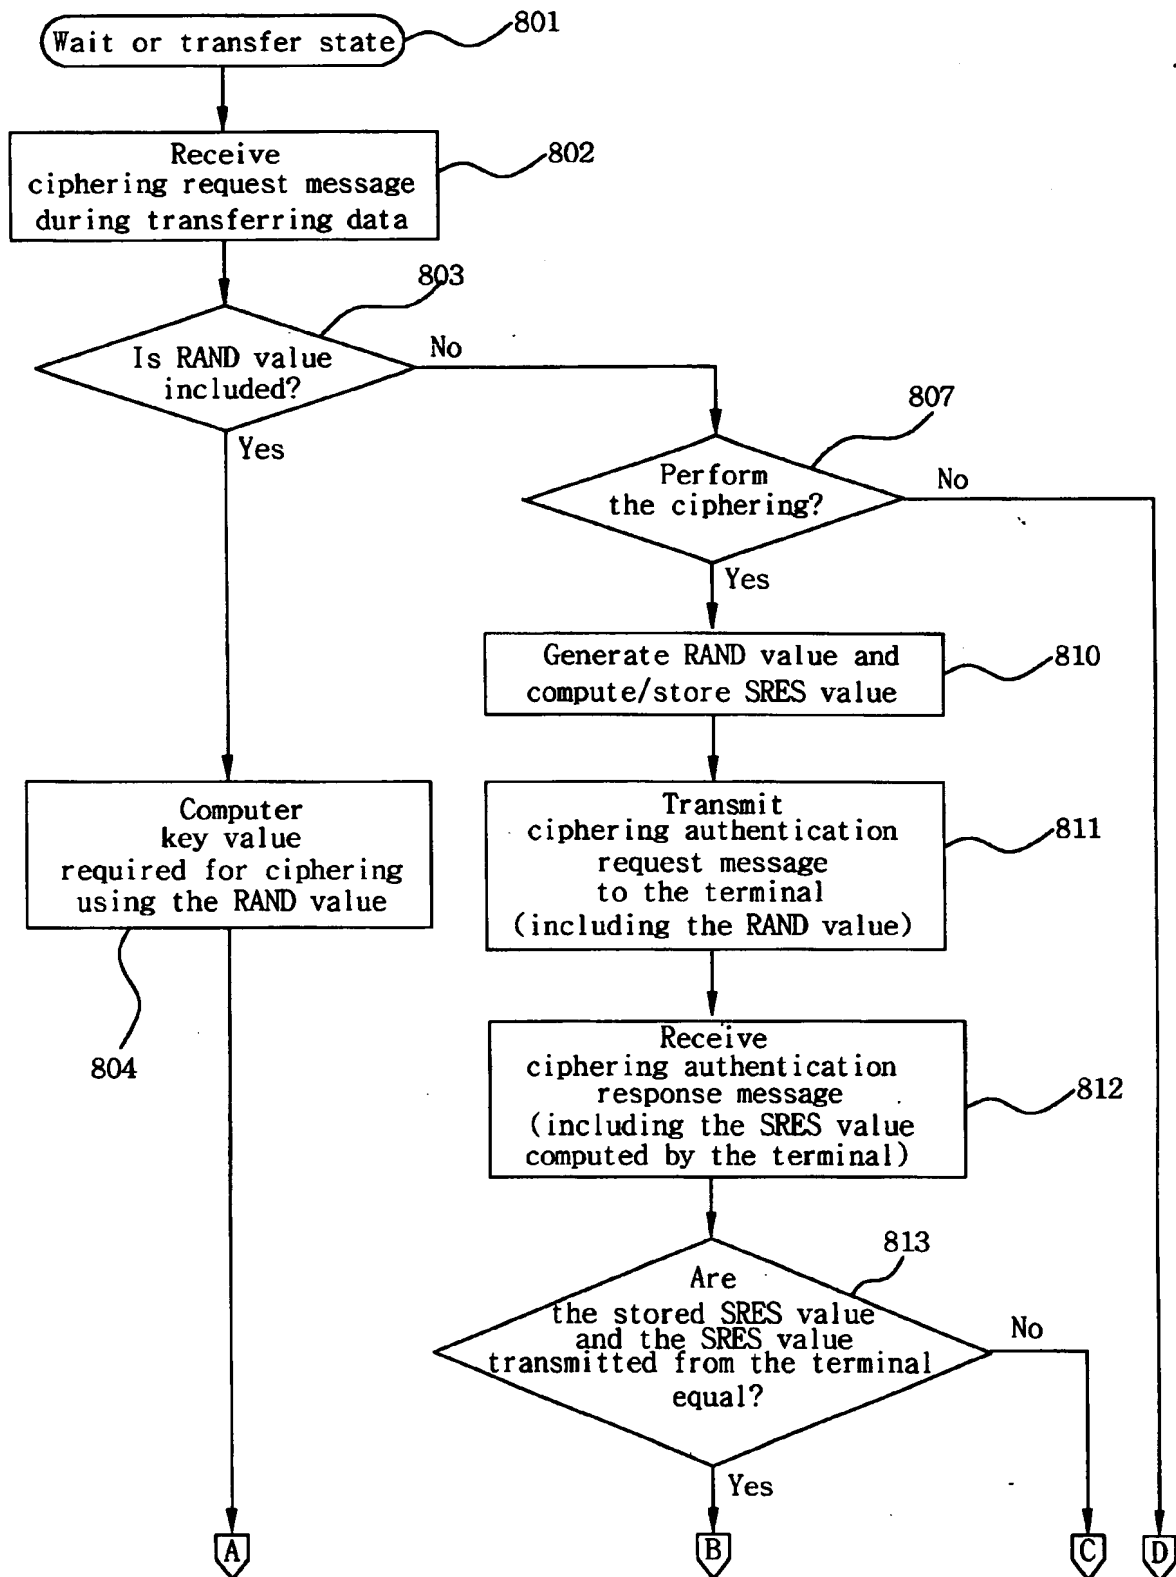 Wait or transfer state
801
Receive
ciphering request message
during transferring data
802
803
Is RAND value
included?
No
Yes
807
Perform
the ciphering?
No
Yes
Generate RAND value and
compute/store SRES value
810
Computer
key value
required for ciphering
using the RAND value
804
Transmit
ciphering authentication
request message
to the terminal
(including the RAND value)
811
Receive
ciphering authentication
response message
(including the SRES value
computed by the terminal)
812
813
Are
the stored SRES value
and the SRES value
transmitted from the terminal
equal?
No
Yes
A
B
C
D